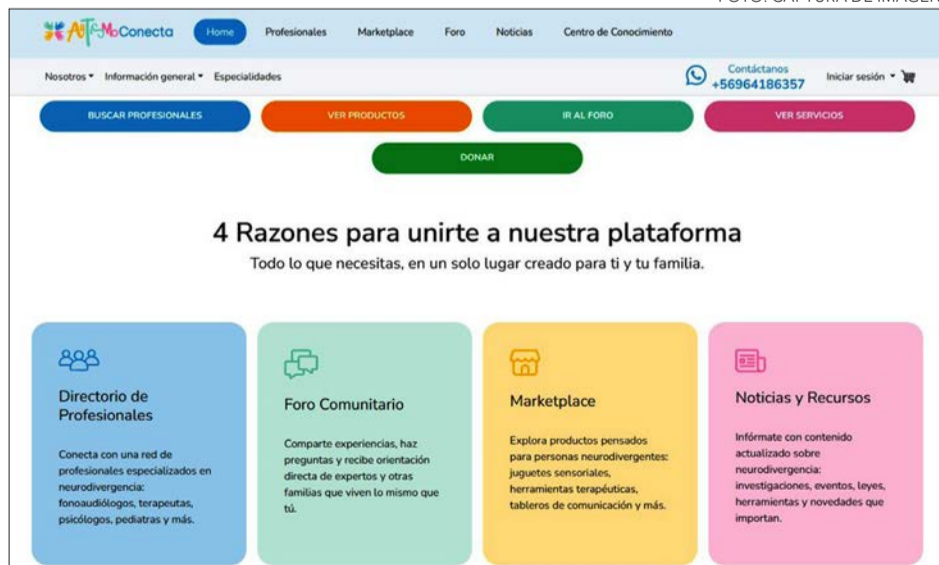 FOTO: CAPTURA DE IMAGEN
AutismoConecta
Home
Profesionales
Marketplace
Foro
Noticias
Centro de Conocimiento
Nosotros
Información general
Especialidades
Contáctanos
+56964186357
Iniciar sesión
BUSCAR PROFESIONALES
VER PRODUCTOS
IR AL FORO
VER SERVICIOS
DONAR
4 Razones para unirte a nuestra plataforma
Todo lo que necesitas, en un solo lugar creado para ti y tu familia.
Directorio de
Profesionales
Conecta con una red de
profesionales especializados en
neurodivergencia:
fonoaudiólogos, terapeutas,
psicólogos, pediatras y más.
Foro Comunitario
Comparte experiencias, haz
preguntas y recibe orientación
directa de expertos y otras
familias que viven lo mismo que
tú.
Marketplace
Explora productos pensados
para personas neurodivergentes:
juguetes sensoriales,
herramientas terapéuticas,
tableros de comunicación y más.
Noticias y Recursos
Infórmate con contenido
actualizado sobre
neurodivergencia:
investigaciones, eventos, leyes,
herramientas y novedades que
importan.